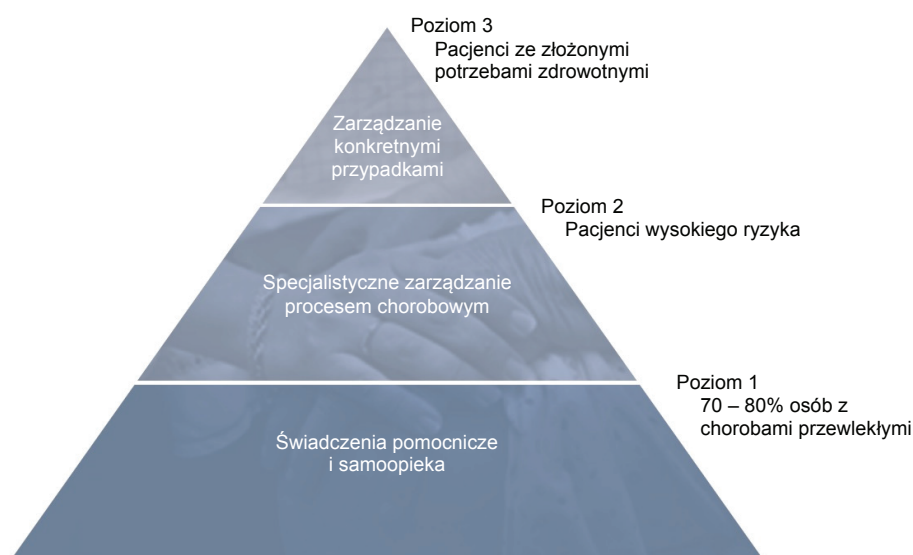 Poziom 3
Pacjenci ze złożonymi
potrzebami zdrowotnymi
Zarządzanie
konkretnymi
przypadkami
Poziom 2
Pacjenci wysokiego ryzyka
Specjalistyczne zarządzanie
procesem chorobowym
Poziom 1
70 – 80% osób z
chorobami przewlekłymi
Świadczenia pomocnicze
i samoopieka